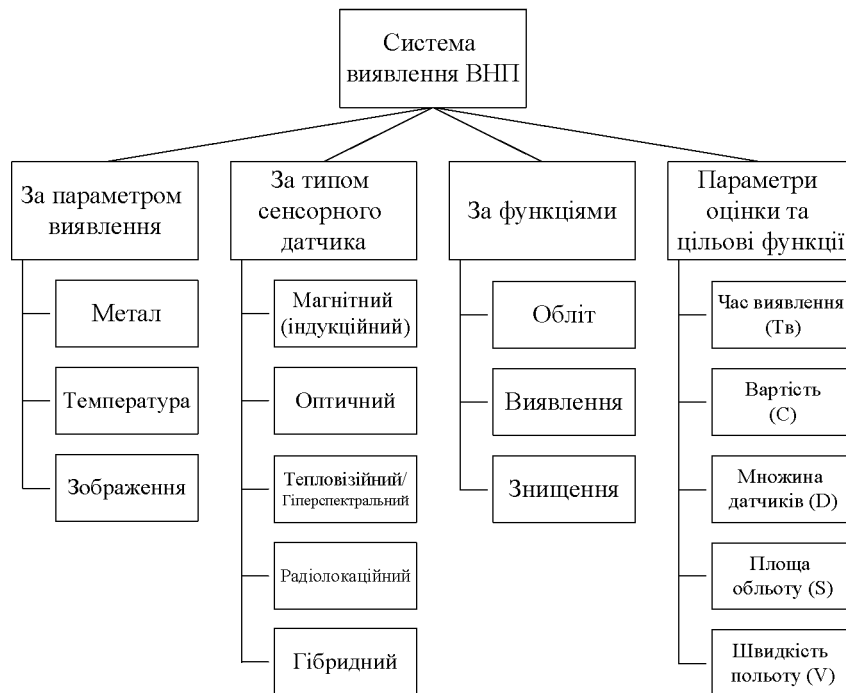 Система
виявлення ВНП
За параметром
виявлення
Метал
Температура
Зображення
За типом
сенсорного
датчика
Магнітний
(індукційний)
Оптичний
Тепловізійний/
Гіперспектральний
Радіолокаційний
Гібридний
За функціями
Обліт
Виявлення
Знищення
Параметри
оцінки та
цільові функції
Час виявлення
(Тв)
Вартість
(С)
Множина
датчиків (D)
Площа
обльоту (S)
Швидкість
польоту (V)